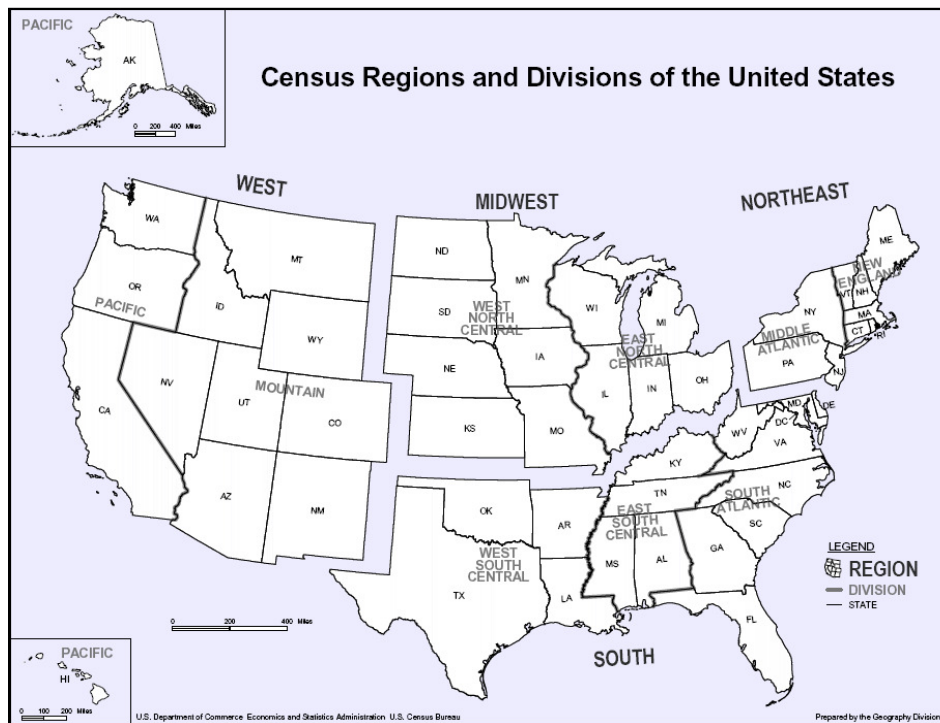 PACIFIC
AK
0 200 400 Miles
Census Regions and Divisions of the United States
WEST
MIDWEST
NORTHEAST
WA
MT
OR
PACIFIC
ID
WY
NV
UT
MOUNTAIN
CO
CA
AZ
NM
ND
MN
SD
WEST
NORTH
CENTRAL
NE
IA
KS
MO
WI
MI
EAST
NORTH
CENTRAL
IL
IN
OH
ME
NEW
ENGLAND
VT
NH
NY
MA
CT
RI
MIDDLE
ATLANTIC
PA
NJ
MD
DE
DC
WV
VA
KY
TN
NC
SOUTH
ATLANTIC
SC
OK
AR
EAST
SOUTH
CENTRAL
MS
AL
GA
WEST
SOUTH
CENTRAL
TX
LA
FL
SOUTH
0 200 400 Miles
LEGEND
REGION
DIVISION
STATE
PACIFIC
HI
0 100 200 Miles
U.S. Department of Commerce Economics and Statistics Administration U.S. Census Bureau
Prepared by the Geography Division